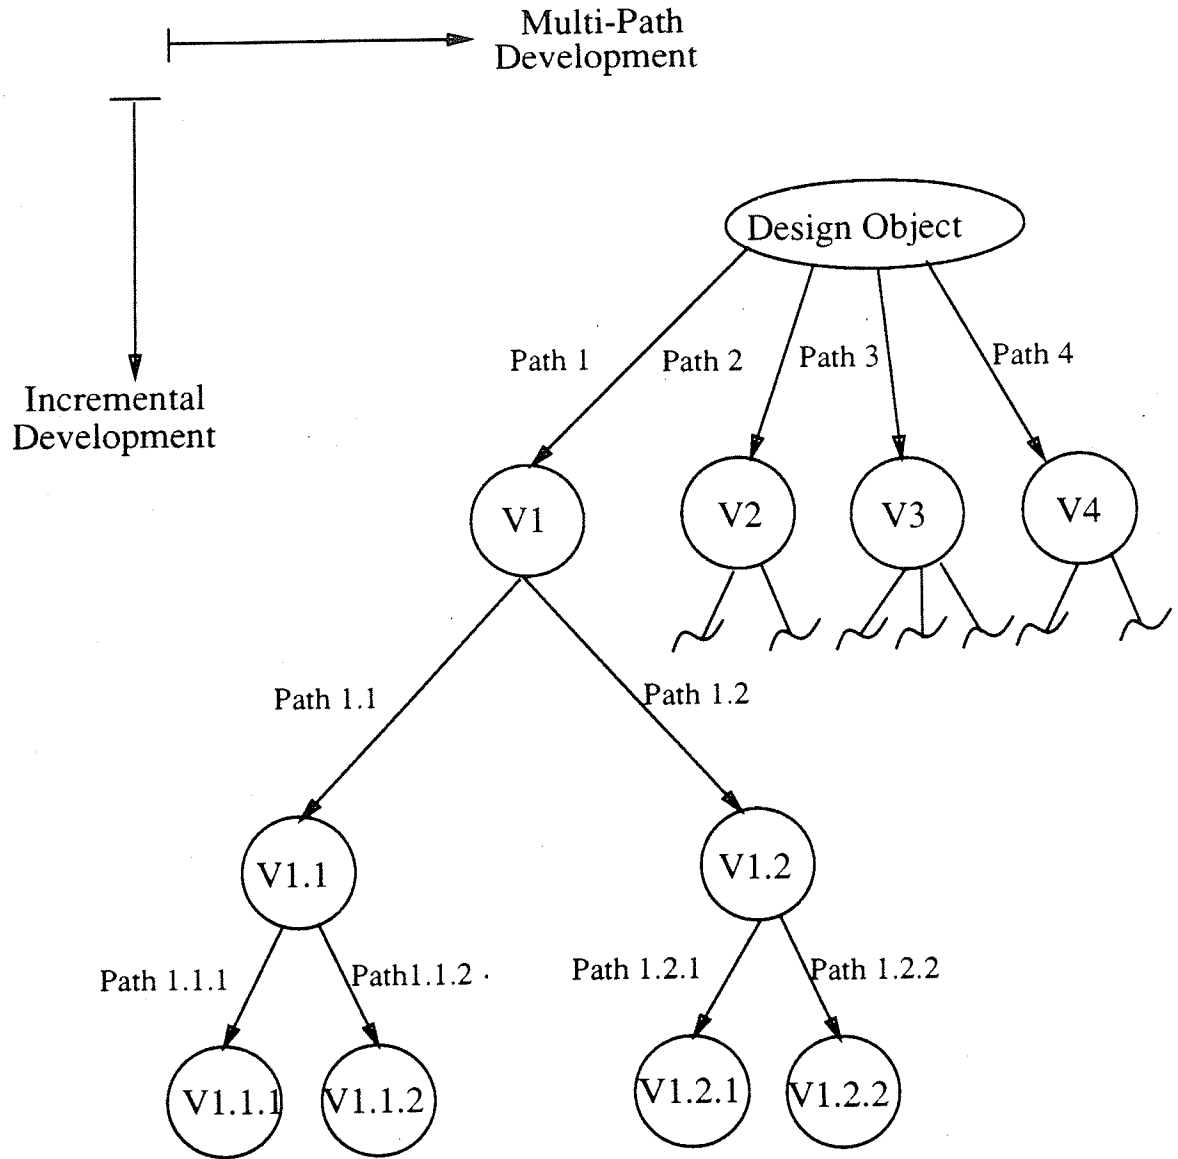 Multi-Path
Development
Incremental
Development
Design Object
Path 1
Path 2
Path 3
Path 4
V1
V2
V3
V4
Path 1.1
Path 1.2
V1.1
V1.2
Path 1.1.1
Path1.1.2
Path 1.2.1
Path 1.2.2
V1.1.1
V1.1.2
V1.2.1
V1.2.2